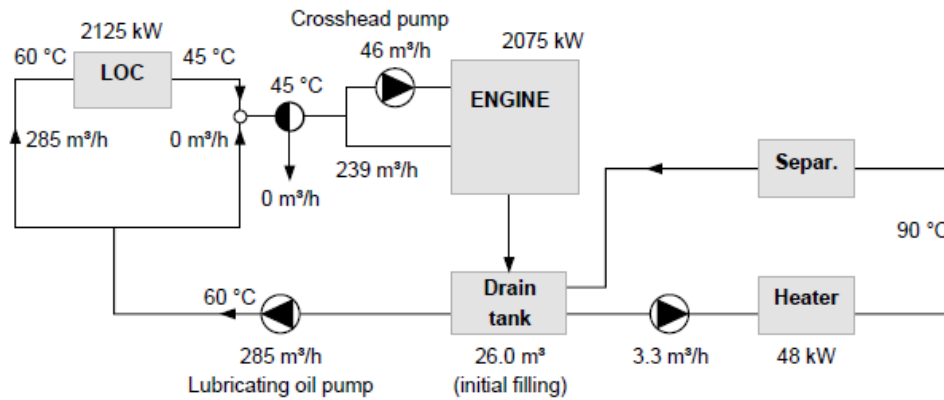 Crosshead pump
2125 kW
46 m³/h
2075 kW
60 °C
LOC
45 °C
45 °C
ENGINE
285 m³/h
0 m³/h
239 m³/h
0 m³/h
Separ.
90 °C
60 °C
Drain
tank
Heater
285 m³/h
26.0 m³
3.3 m³/h
48 kW
Lubricating oil pump
(initial filling)